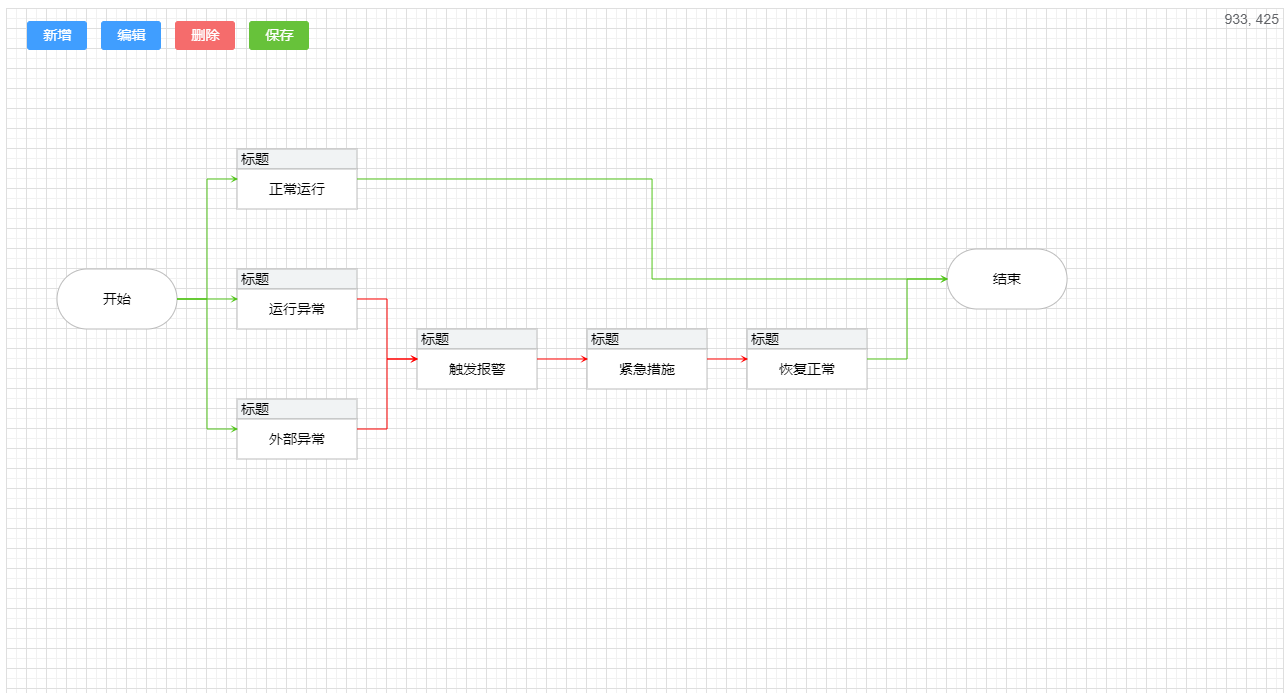 933, 425
新增
编辑
删除
保存
标题
正常运行
开始
标题
运行异常
标题
外部异常
标题
触发报警
标题
紧急措施
标题
恢复正常
结束